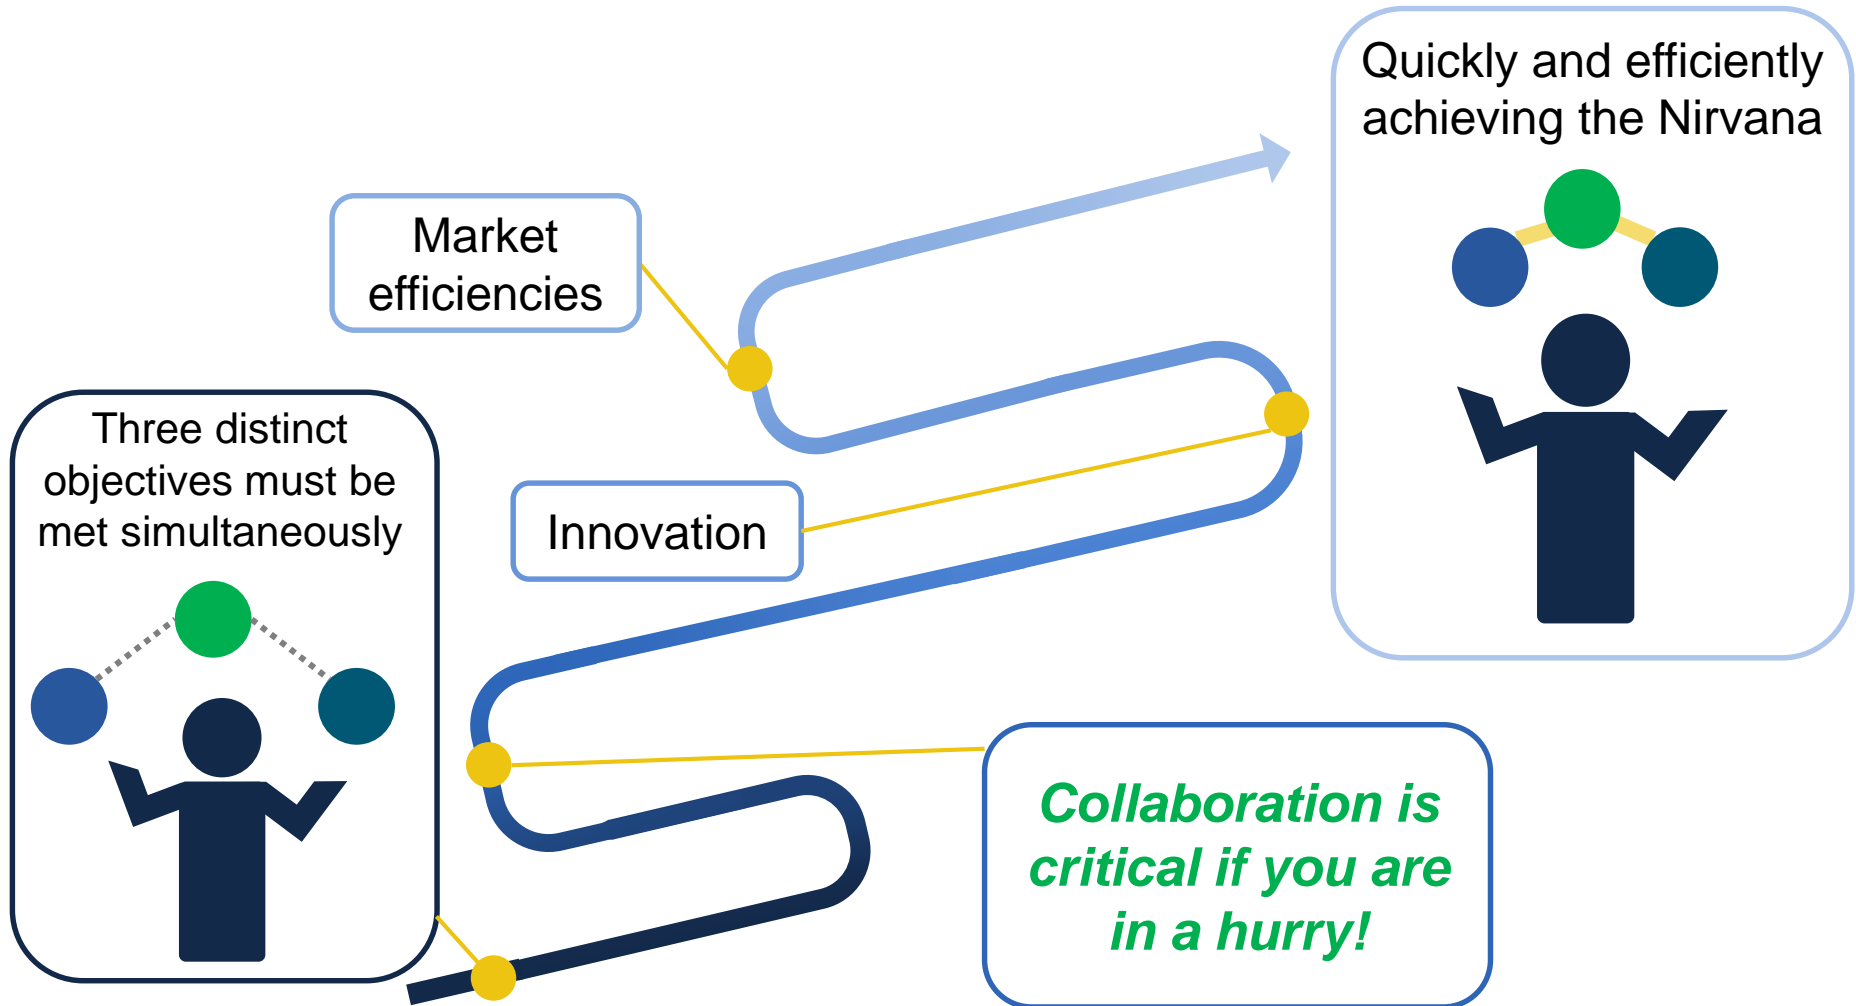 Quickly and efficiently
achieving the Nirvana
Market
efficiencies
Three distinct
objectives must be
met simultaneously
Innovation
Collaboration is
critical if you are
in a hurry!